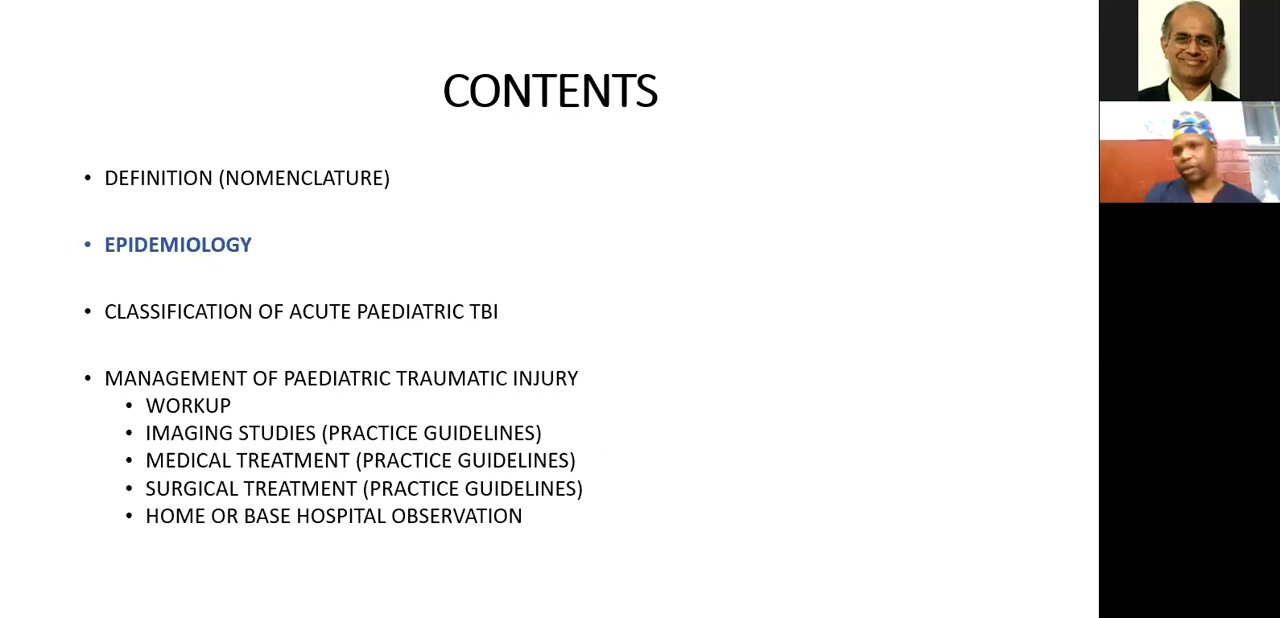 CONTENTS
• DEFINITION (NOMENCLATURE)
• EPIDEMIOLOGY
• CLASSIFICATION OF ACUTE PAEDIATRIC TBI
• MANAGEMENT OF PAEDIATRIC TRAUMATIC INJURY
• WORKUP
• IMAGING STUDIES (PRACTICE GUIDELINES)
• MEDICAL TREATMENT (PRACTICE GUIDELINES)
• SURGICAL TREATMENT (PRACTICE GUIDELINES)
• HOME OR BASE HOSPITAL OBSERVATION